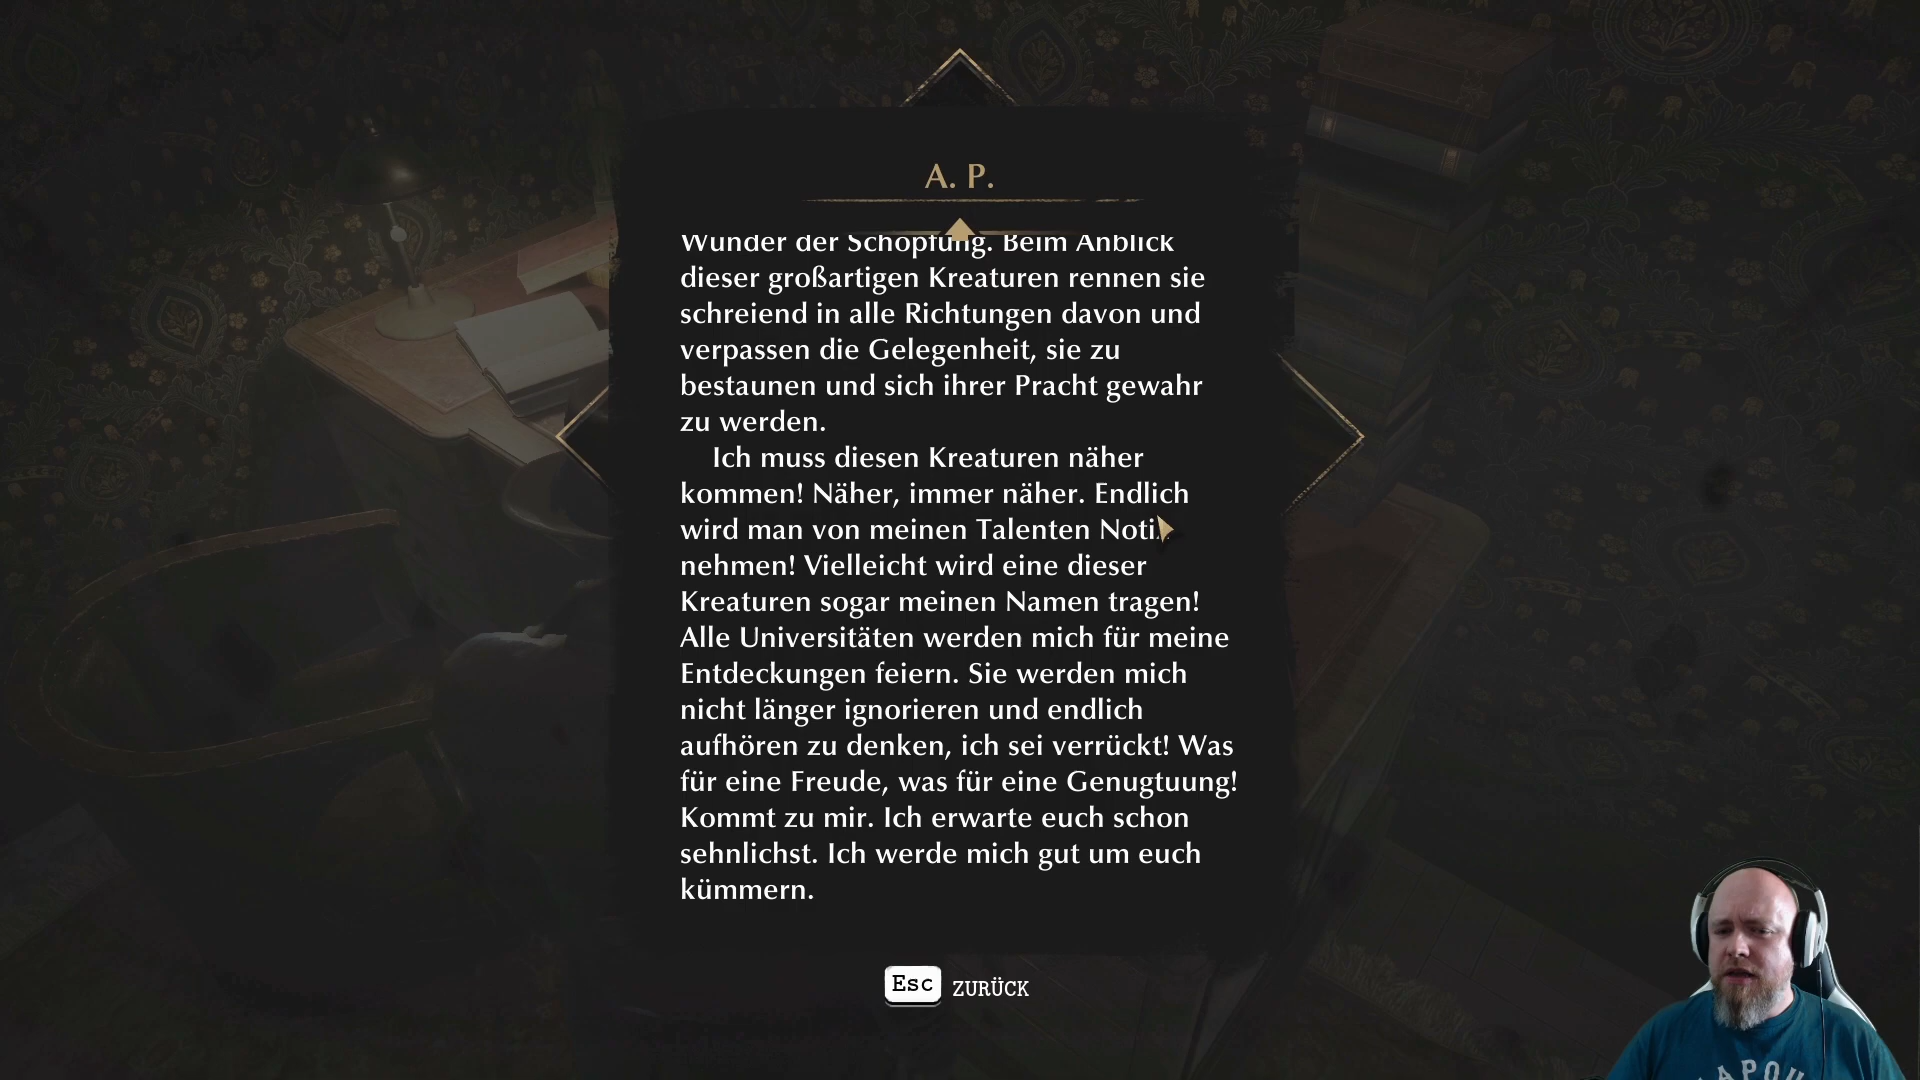 A. P.
Wunder der Schöpfung. Beim Anblick
dieser großartigen Kreaturen rennen sie
schreiend in alle Richtungen davon und
verpassen die Gelegenheit, sie zu
bestaunen und sich ihrer Pracht gewahr
zu werden.
Ich muss diesen Kreaturen näher
kommen! Näher, immer näher. Endlich
wird man von meinen Talenten Notiz
nehmen! Vielleicht wird eine dieser
Kreaturen sogar meinen Namen tragen!
Alle Universitäten werden mich für meine
Entdeckungen feiern. Sie werden mich
nicht länger ignorieren und endlich
aufhören zu denken, ich sei verrückt! Was
für eine Freude, was für eine Genugtuung!
Kommt zu mir. Ich erwarte euch schon
sehnlichst. Ich werde mich gut um euch
kümmern.
Esc ZURÜCK